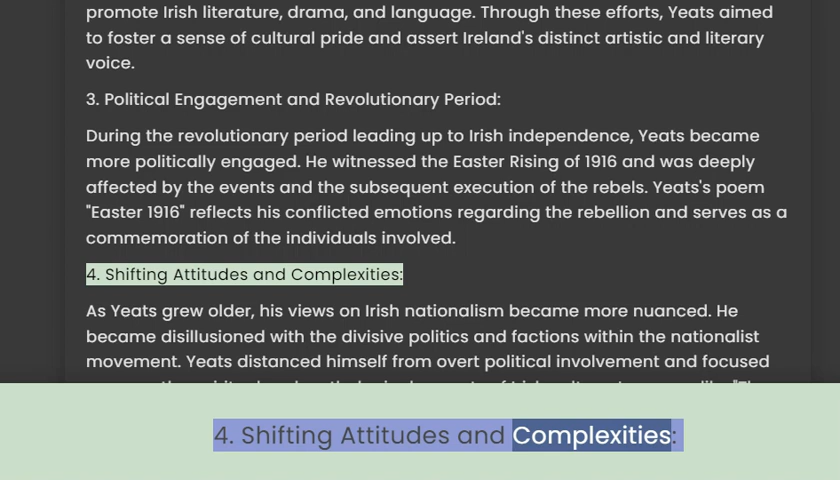 promote Irish literature, drama, and language. Through these efforts, Yeats aimed
to foster a sense of cultural pride and assert Ireland's distinct artistic and literary
voice.
3. Political Engagement and Revolutionary Period:
During the revolutionary period leading up to Irish independence, Yeats became
more politically engaged. He witnessed the Easter Rising of 1916 and was deeply
affected by the events and the subsequent execution of the rebels. Yeats's poem
"Easter 1916" reflects his conflicted emotions regarding the rebellion and serves as a
commemoration of the individuals involved.
4. Shifting Attitudes and Complexities:
As Yeats grew older, his views on Irish nationalism became more nuanced. He
became disillusioned with the divisive politics and factions within the nationalist
movement. Yeats distanced himself from overt political involvement and focused
4. Shifting Attitudes and Complexities: